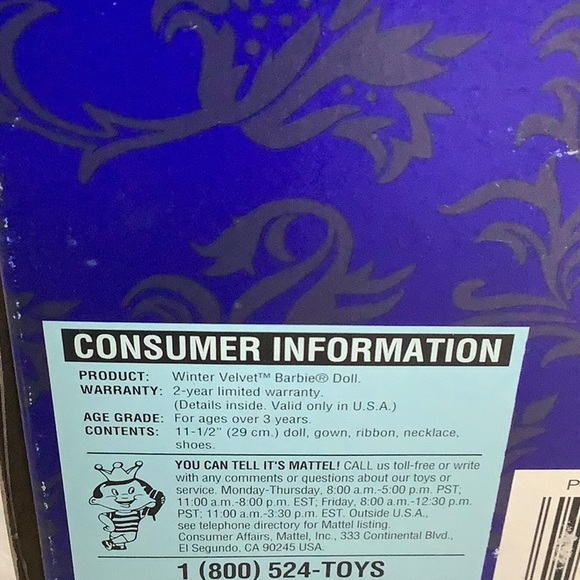 CONSUMER INFORMATION
PRODUCT: Winter Velvet™ Barbie® Doll.
WARRANTY: 2-year limited warranty.
(Details inside. Valid only in U.S.A.)
AGE GRADE: For ages over 3 years.
CONTENTS: 11-1/2" (29 cm.) doll, gown, ribbon, necklace,
shoes.
YOU CAN TELL IT'S MATTEL! CALL us toll-free or write
with any comments or questions about our toys or
service. Monday-Thursday, 8:00 a.m.-5:00 p.m. PST;
11:00 a.m.-8:00 p.m. EST; Friday, 8:00 a.m.-12:30 p.m.
PST; 11:00 a.m.-3:30 p.m. EST. Outside U.S.A.,
see telephone directory for Mattel listing.
Consumer Affairs, Mattel, Inc., 333 Continental Blvd.,
El Segundo, CA 90245 USA.
1 (800) 524-TOYS
P